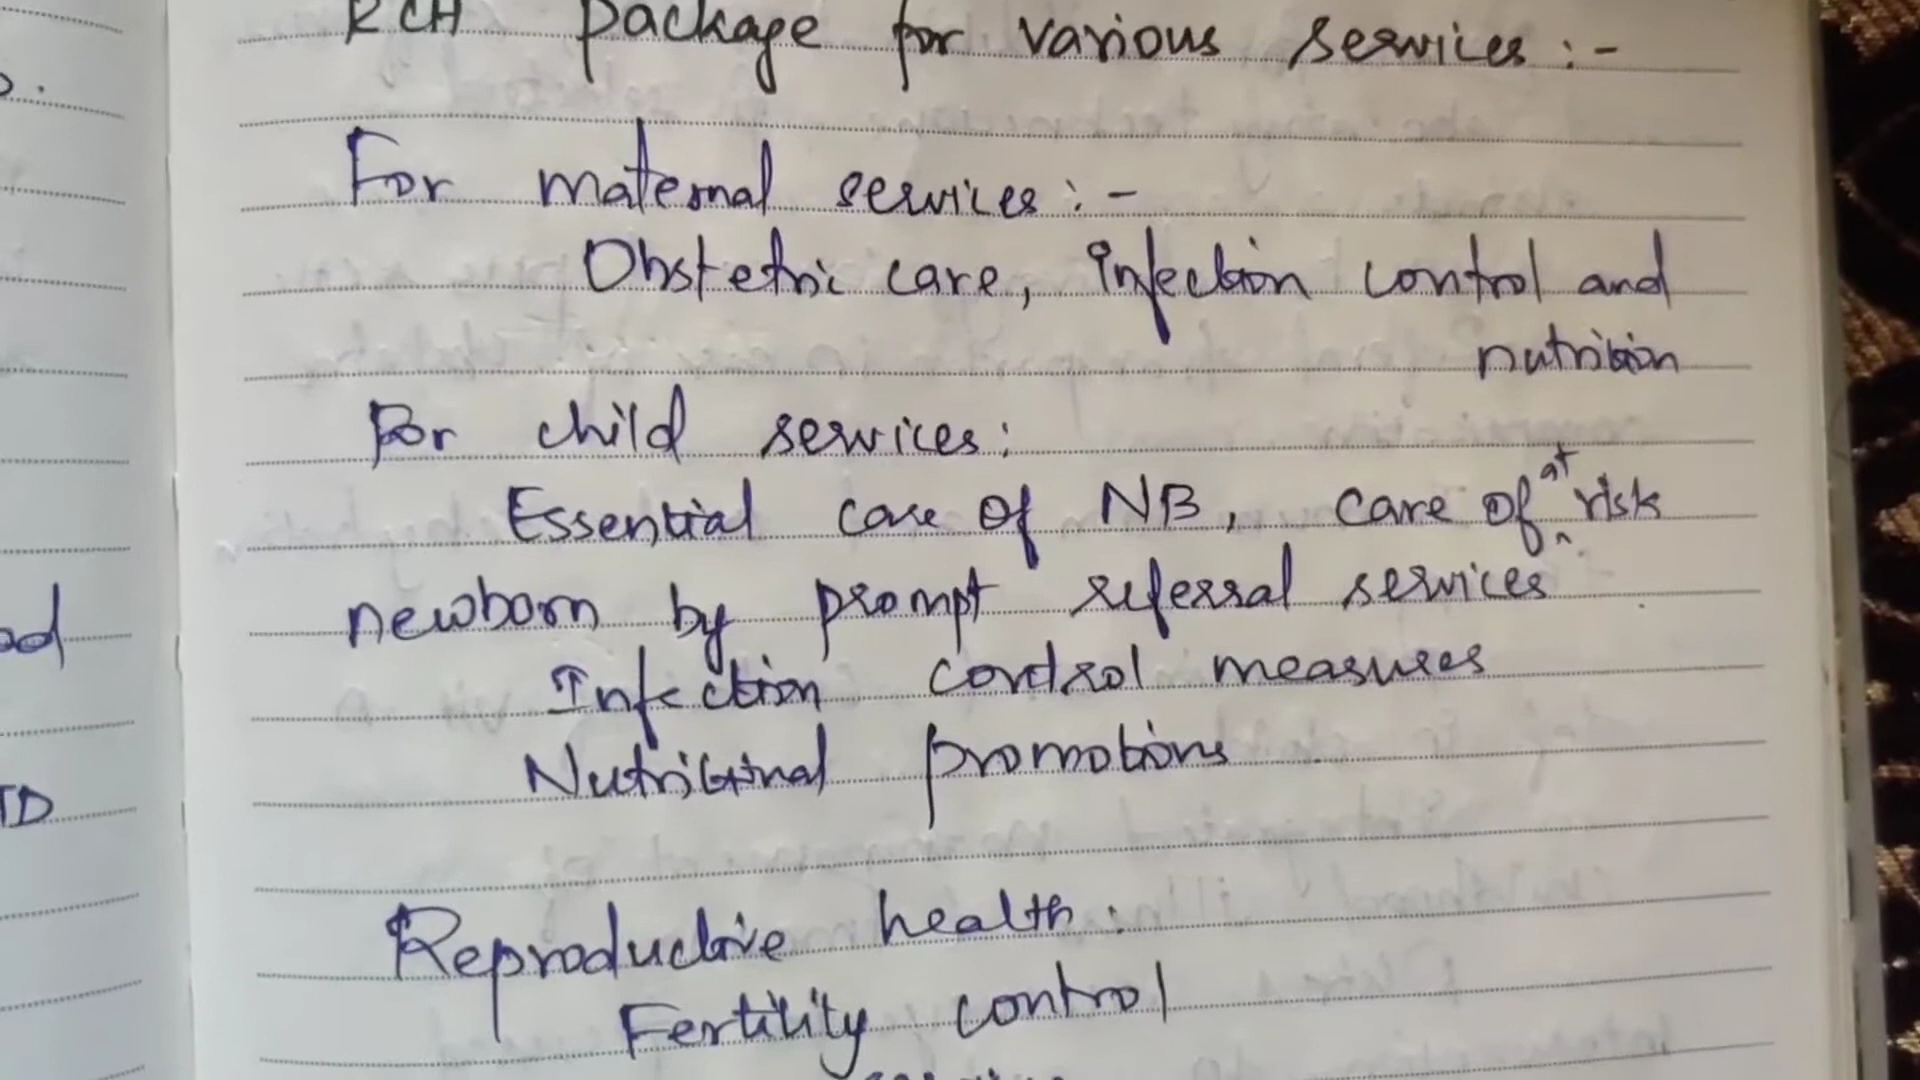 RCH package for various services :-
For maternal services :-
Obstetric care, infection control and
nutrition
For child services :
Essential care of NB, care of at risk
newborn by prompt referral services
Infection control measures
Nutritional promotions
Reproductive health :
Fertility control